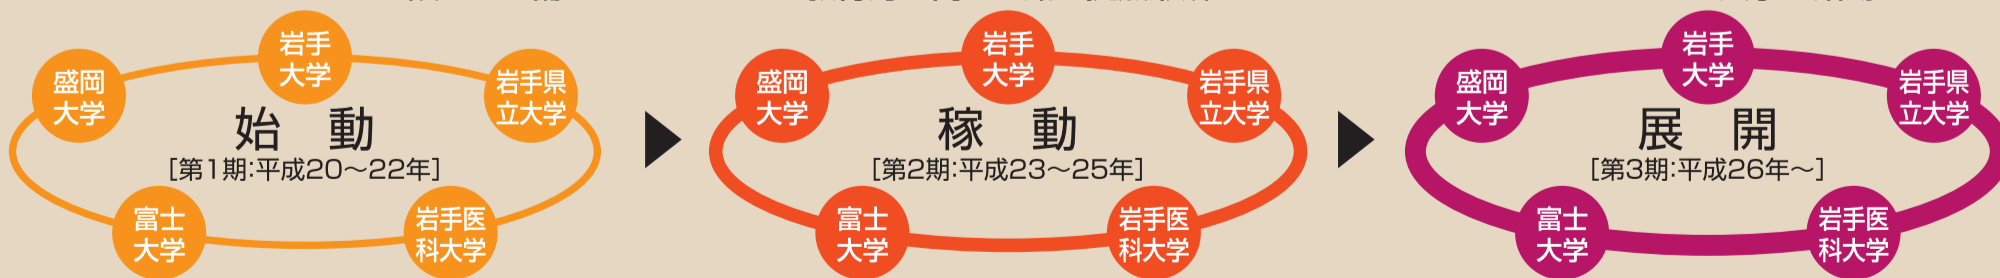 岩手
大学
盛岡
大学
岩手県
立大学
始 動
[第1期:平成20～22年]
富士
大学
岩手医
科大学
岩手
大学
盛岡
大学
岩手県
立大学
稼 動
[第2期:平成23～25年]
富士
大学
岩手医
科大学
岩手
大学
盛岡
大学
岩手県
立大学
展 開
[第3期:平成26年～]
富士
大学
岩手医
科大学